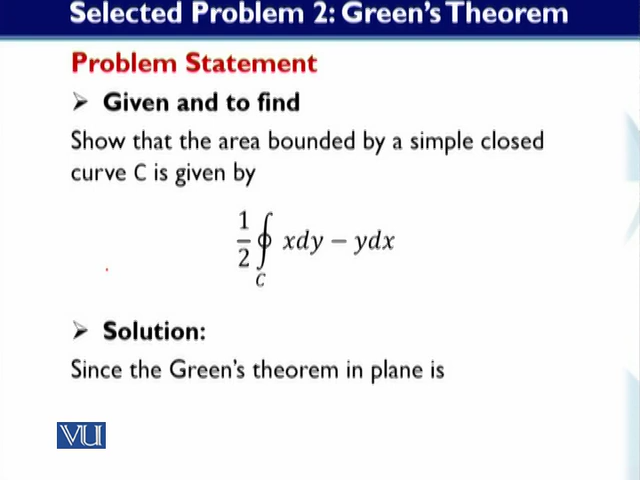 Selected Problem 2: Green's Theorem
Problem Statement
➢ Given and to find
Show that the area bounded by a simple closed
curve C is given by
1/2 ∮_C xdy − ydx
➢ Solution:
Since the Green's theorem in plane is
VU